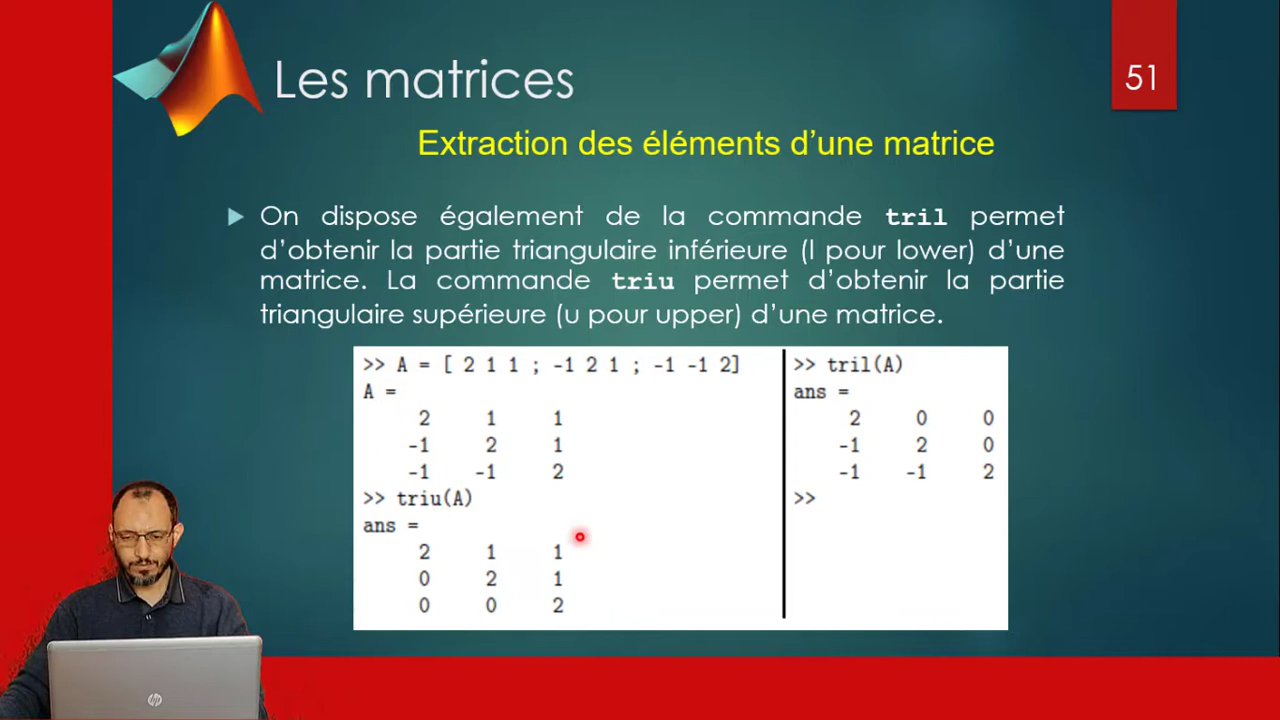 Les matrices
51
Extraction des éléments d’une matrice
On dispose également de la commande tril permet
d’obtenir la partie triangulaire inférieure (l pour lower) d’une
matrice. La commande triu permet d’obtenir la partie
triangulaire supérieure (u pour upper) d’une matrice.
>> A = [ 2 1 1 ; -1 2 1 ; -1 -1 2]
A =
2 1 1
-1 2 1
-1 -1 2
>> triu(A)
ans =
2 1 1
0 2 1
0 0 2
>> tril(A)
ans =
2 0 0
-1 2 0
-1 -1 2
>>
hp